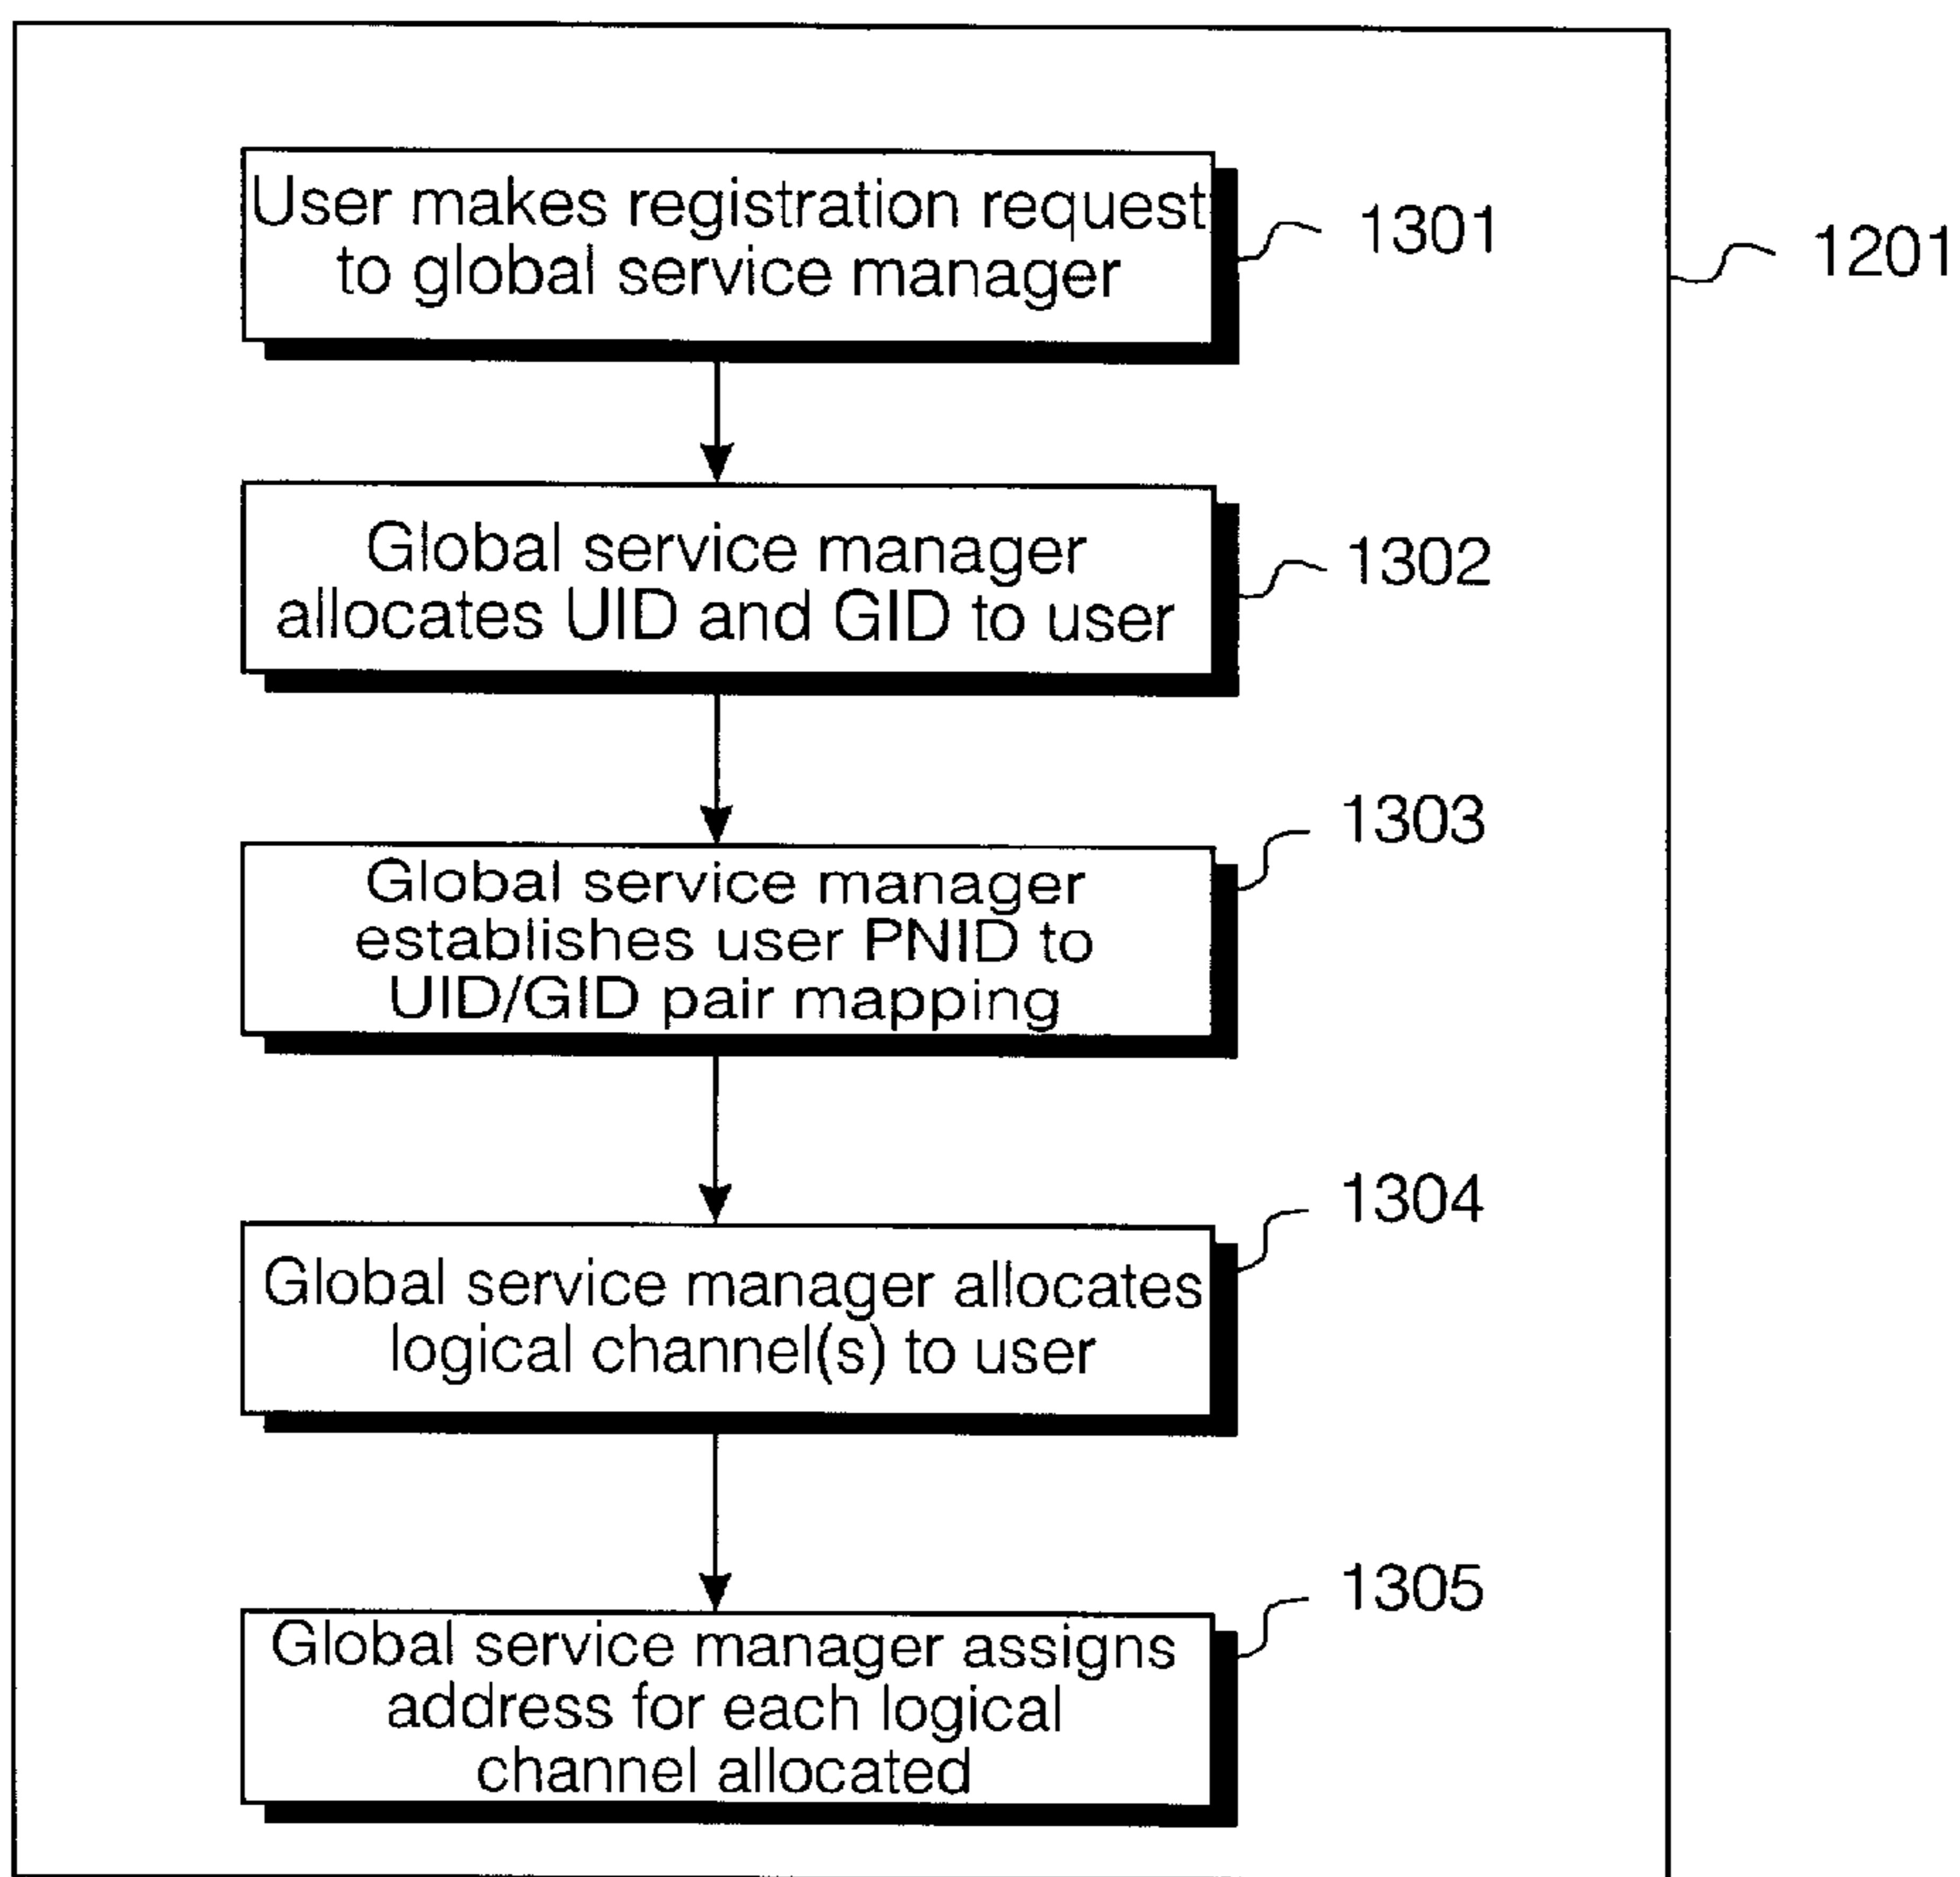 User makes registration request
to global service manager
1301
1201
Global service manager
allocates UID and GID to user
1302
1303
Global service manager
establishes user PNID to
UID/GID pair mapping
1304
Global service manager allocates
logical channel(s) to user
1305
Global service manager assigns
address for each logical
channel allocated